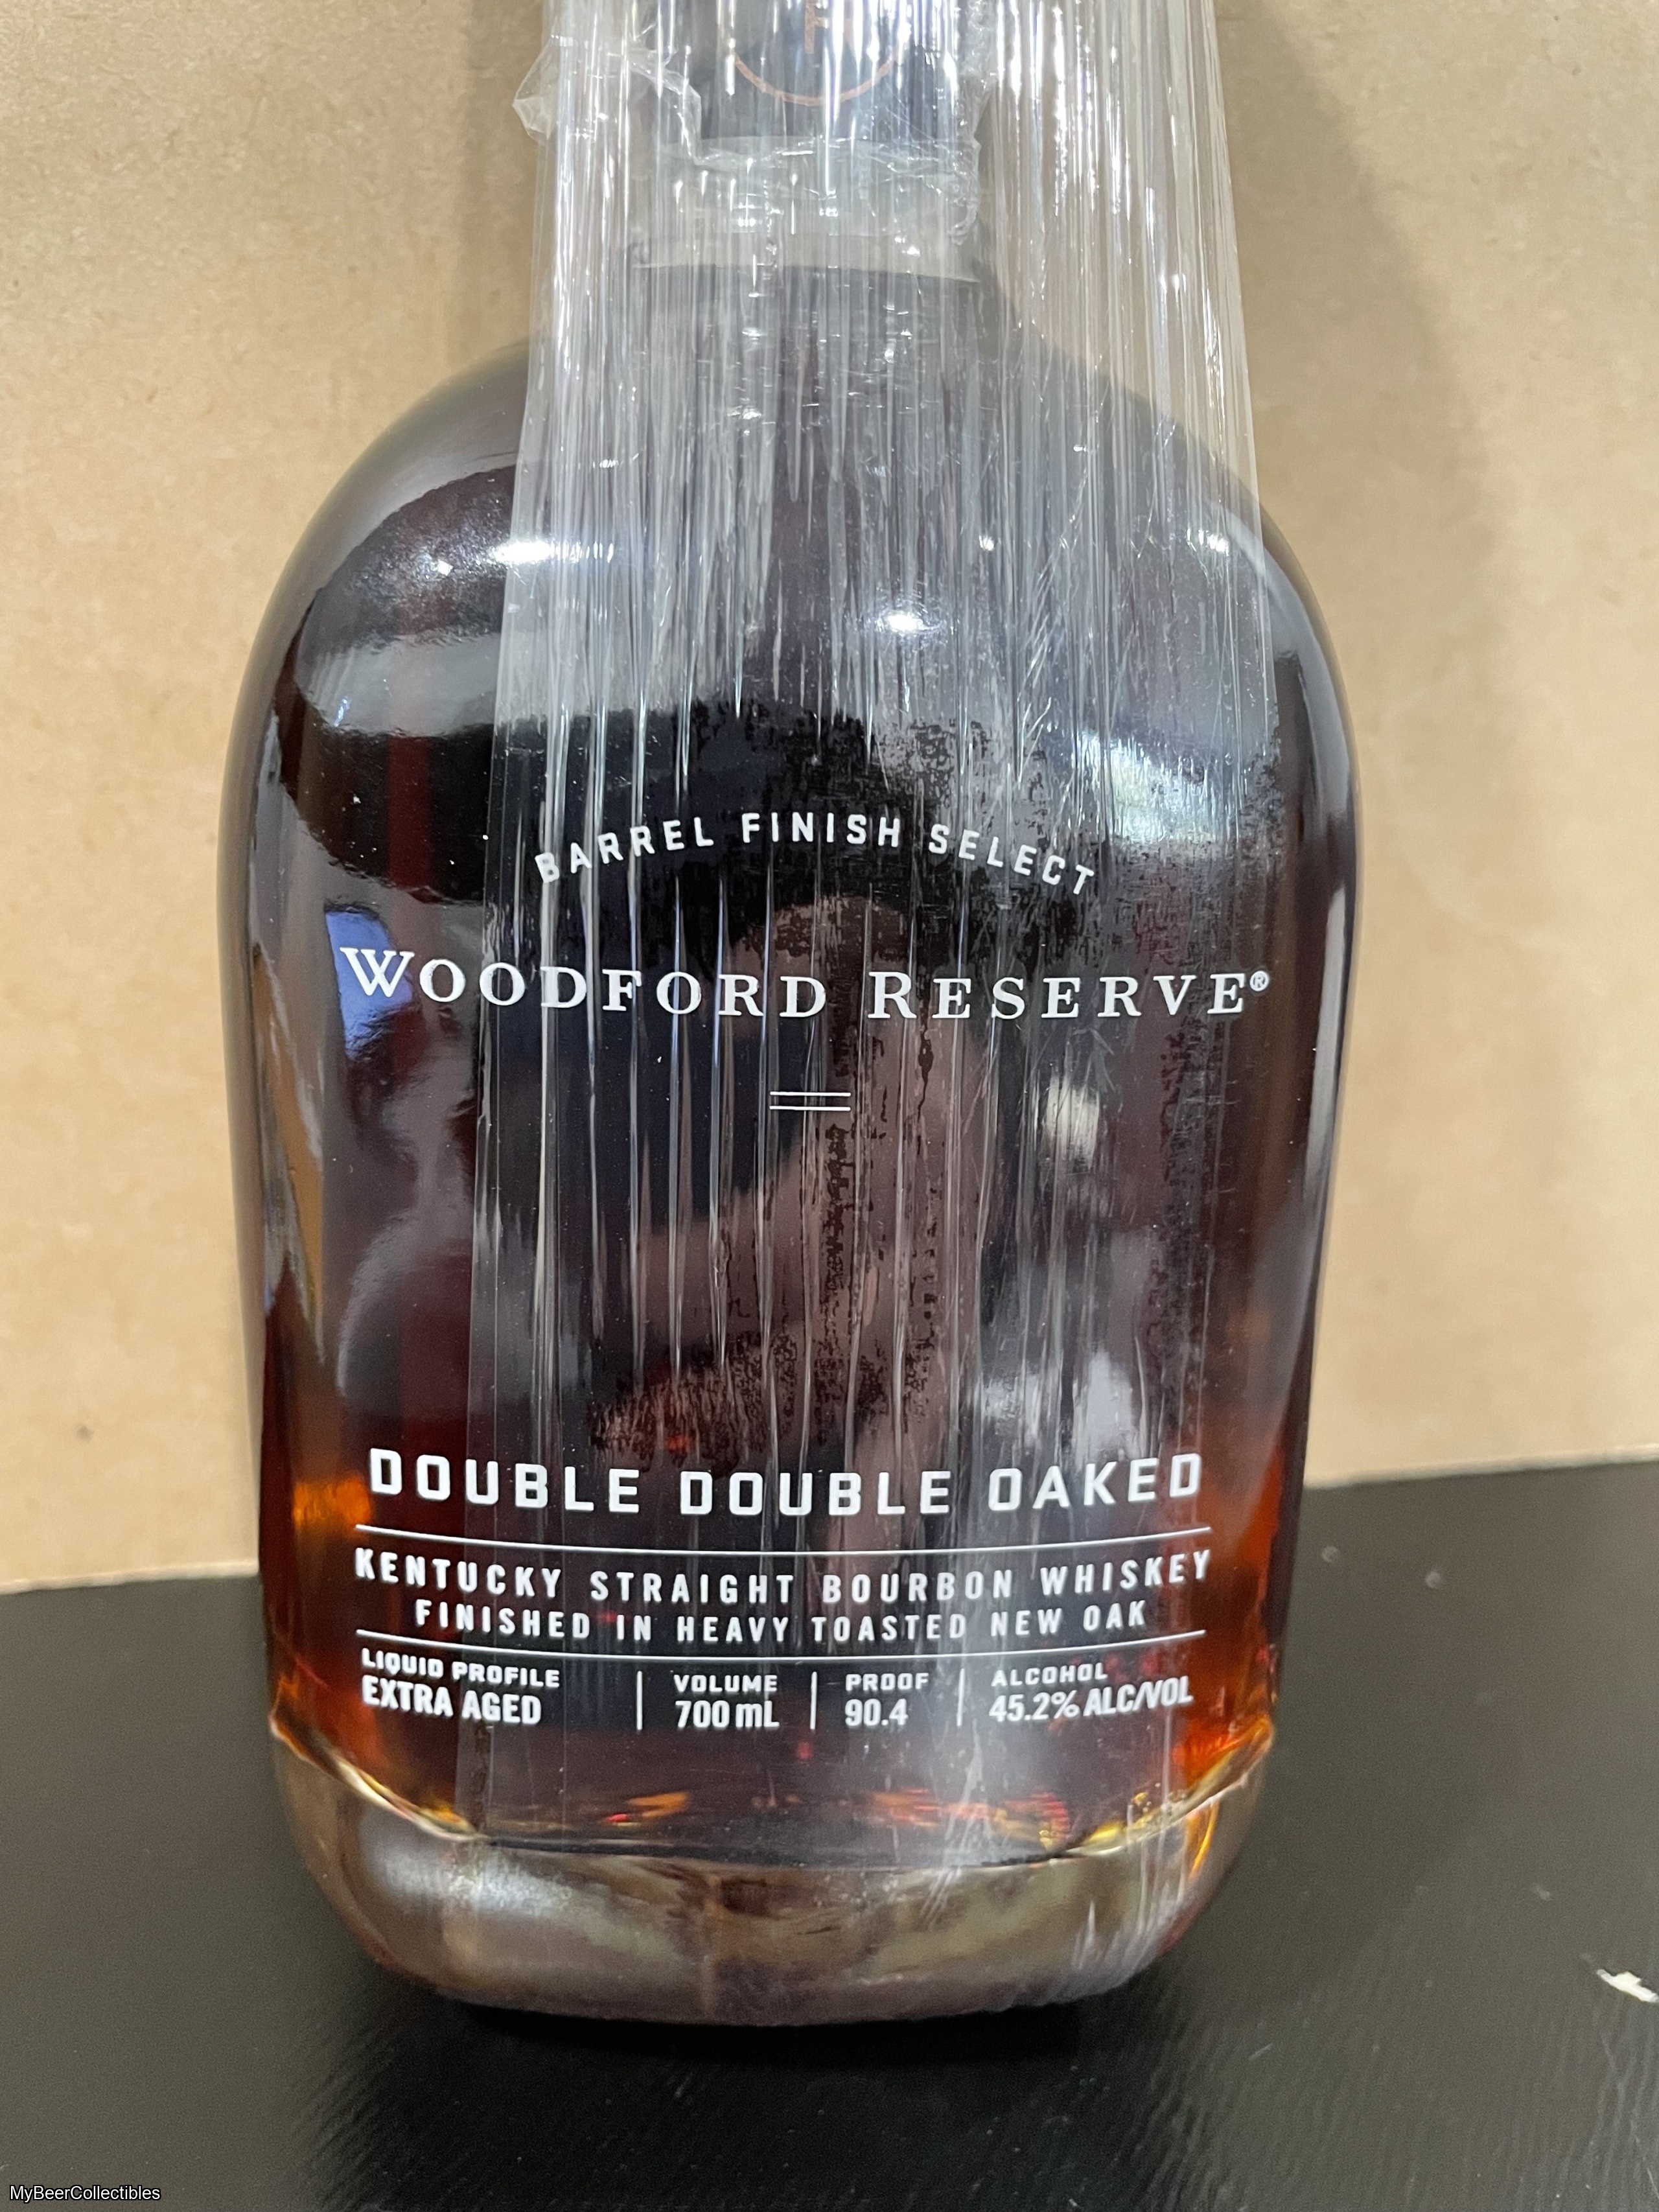 BARREL FINISH SELECT
WOODFORD RESERVE®
DOUBLE DOUBLE OAKED
KENTUCKY STRAIGHT BOURBON WHISKEY
FINISHED IN HEAVY TOASTED NEW OAK
LIQUID PROFILE VOLUME PROOF ALCOHOL
EXTRA AGED 700 mL 90.4 45.2% ALC/VOL
MyBeerCollectibles